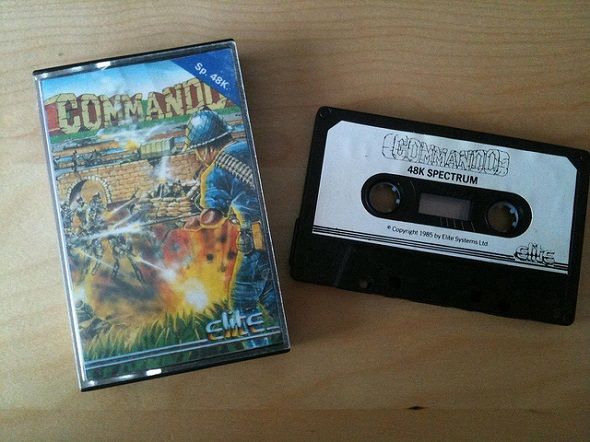 Sp. 48K
COMMANDO
elite
COMMANDO
48K SPECTRUM
© Copyright 1985 by Elite Systems Ltd.
elite